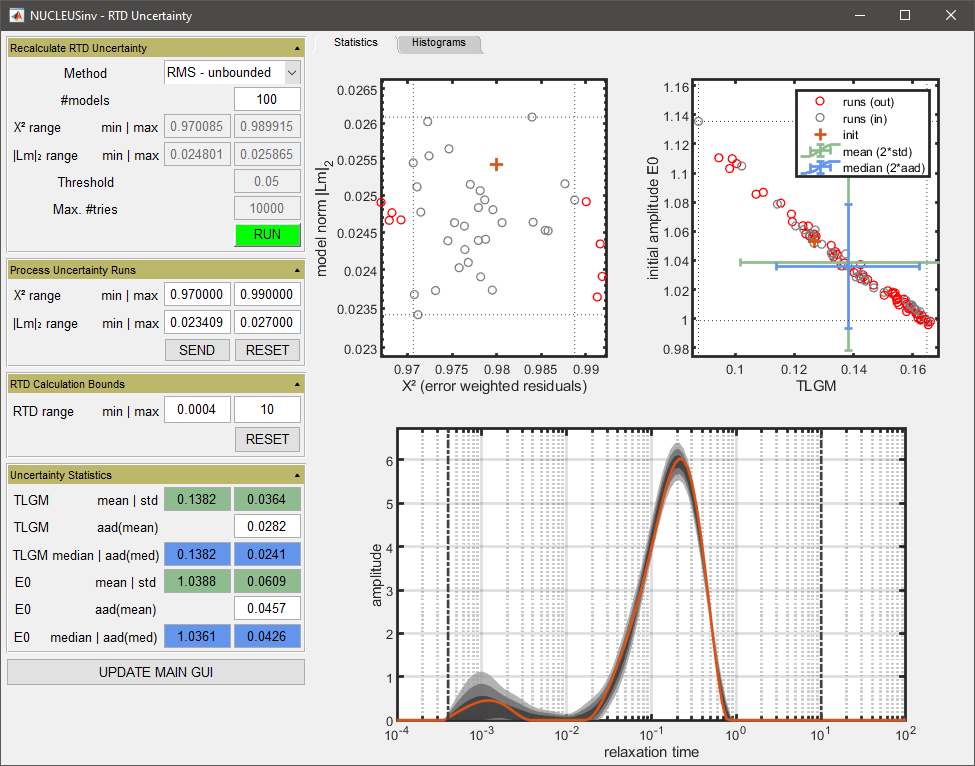 NUCLEUSinv - RTD Uncertainty
Recalculate RTD Uncertainty
Method RMS - unbounded
#models 100
X² range min | max 0.970085 0.989915
|Lm|₂ range min | max 0.024801 0.025865
Threshold 0.05
Max. #tries 10000
RUN
Process Uncertainty Runs
X² range min | max 0.970000 0.990000
|Lm|₂ range min | max 0.023409 0.027000
SEND RESET
RTD Calculation Bounds
RTD range min | max 0.0004 10
RESET
Uncertainty Statistics
TLGM mean | std 0.1382 0.0364
TLGM aad(mean) 0.0282
TLGM median | aad(med) 0.1382 0.0241
E0 mean | std 1.0388 0.0609
E0 aad(mean) 0.0457
E0 median | aad(med) 1.0361 0.0426
UPDATE MAIN GUI
Statistics Histograms
model norm |Lm|₂
0.0265
0.026
0.0255
0.025
0.0245
0.024
0.0235
0.023
0.97 0.975 0.98 0.985 0.99
X² (error weighted residuals)
initial amplitude E0
1.16
1.14
1.12
1.1
1.08
1.06
1.04
1.02
1
0.98
0.1 0.12 0.14 0.16
TLGM
runs (out)
runs (in)
init
mean (2*std)
median (2*aad)
amplitude
6
5
4
3
2
1
0
10⁻⁴ 10⁻³ 10⁻² 10⁻¹ 10⁰ 10¹ 10²
relaxation time